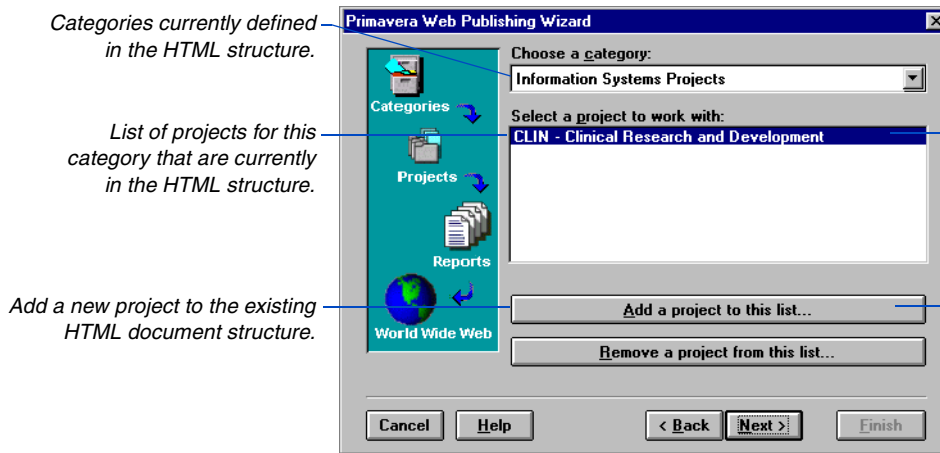 Categories currently defined
in the HTML structure.
List of projects for this
category that are currently
in the HTML structure.
Add a new project to the existing
HTML document structure.
Primavera Web Publishing Wizard
Categories
Projects
Reports
World Wide Web
Choose a category:
Information Systems Projects
Select a project to work with:
CLIN - Clinical Research and Development
Add a project to this list...
Remove a project from this list...
Cancel
Help
< Back
Next >
Finish